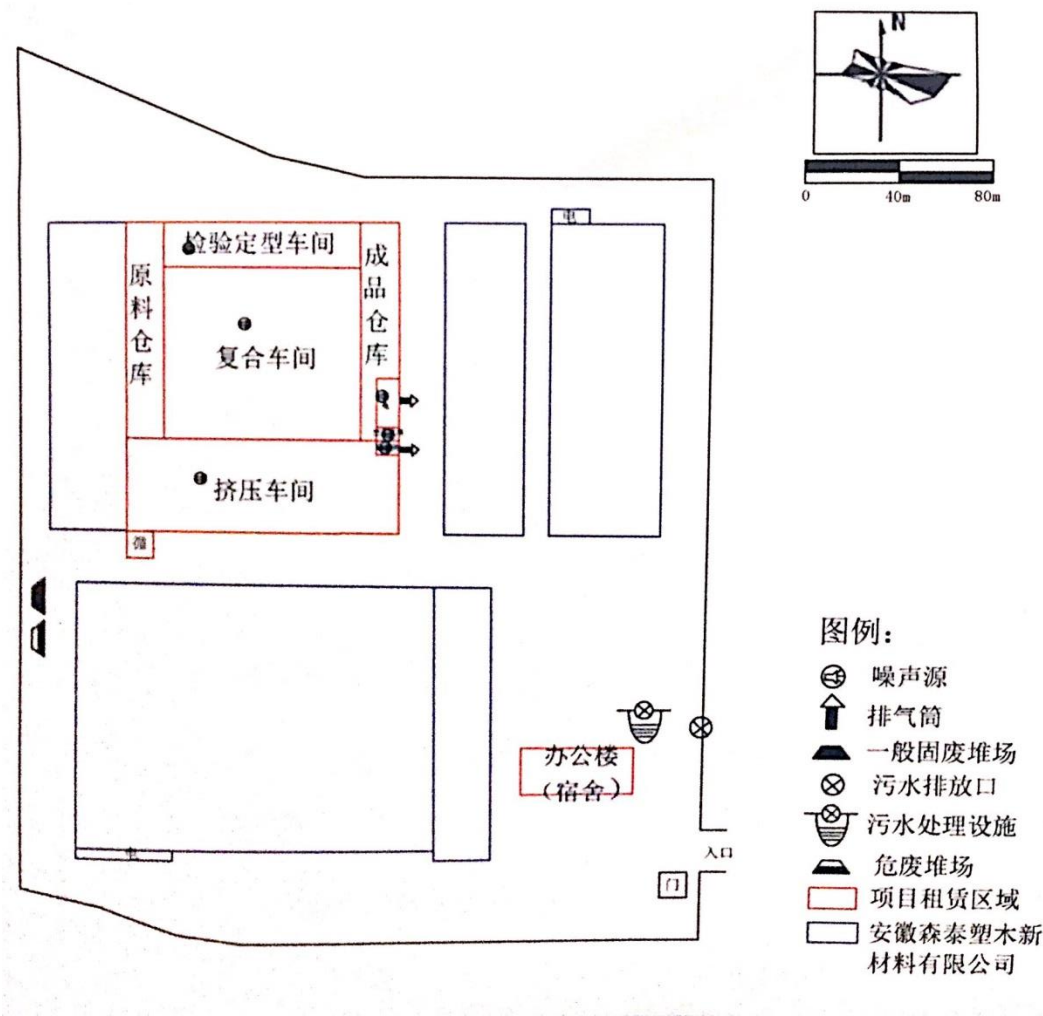 N
0 40m 80m
电
检验定型车间
原料仓库
成品仓库
复合车间
挤压车间
办公楼
（宿舍）
电
入口
门
图例：
噪声源
排气筒
一般固废堆场
污水排放口
污水处理设施
危废堆场
项目租赁区域
安徽森泰塑木新
材料有限公司